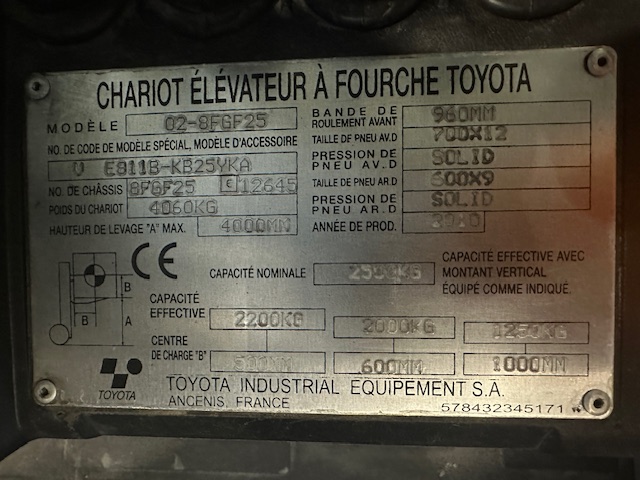 CHARIOT ÉLÉVATEUR À FOURCHE TOYOTA
MODÈLE 02-8FGF25
NO. DE CODE DE MODÈLE SPÉCIAL, MODÈLE D'ACCESSOIRE
V E811B-KB25YKA
NO. DE CHÂSSIS 8FGF25 E 12645
POIDS DU CHARIOT 4060KG
HAUTEUR DE LEVAGE "A" MAX. 4000MM
BANDE DE ROULEMENT AVANT 960MM
TAILLE DF PNEU AV.D 700X12
PRESSION DE PNEU AV.D SOLID
TAILLE DE PNEU AR.D 600X9
PRESSION DE PNEU AR.D SOLID
ANNÉE DE PROD. 2010
CE
B
B
A
CAPACITÉ NOMINALE
CAPACITÉ EFFECTIVE AVEC
MONTANT VERTICAL
ÉQUIPÉ COMME INDIQUÉ.
CAPACITÉ EFFECTIVE 2200KG 2000KG 1250KG
CENTRE DE CHARGE "B" 500MM 600MM 1000MM
TOYOTA
TOYOTA INDUSTRIAL EQUIPEMENT S.A.
ANCENIS, FRANCE
578432345171